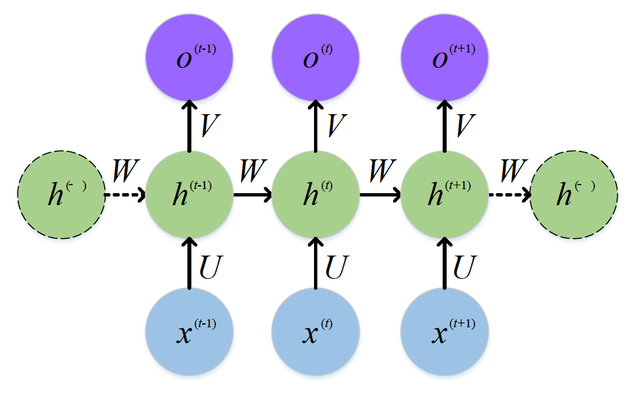 o(t-1) o(t) o(t+1)
V V V
W W W W
h(- ) h(t-1) h(t) h(t+1) h(- )
U U U
x(t-1) x(t) x(t+1)